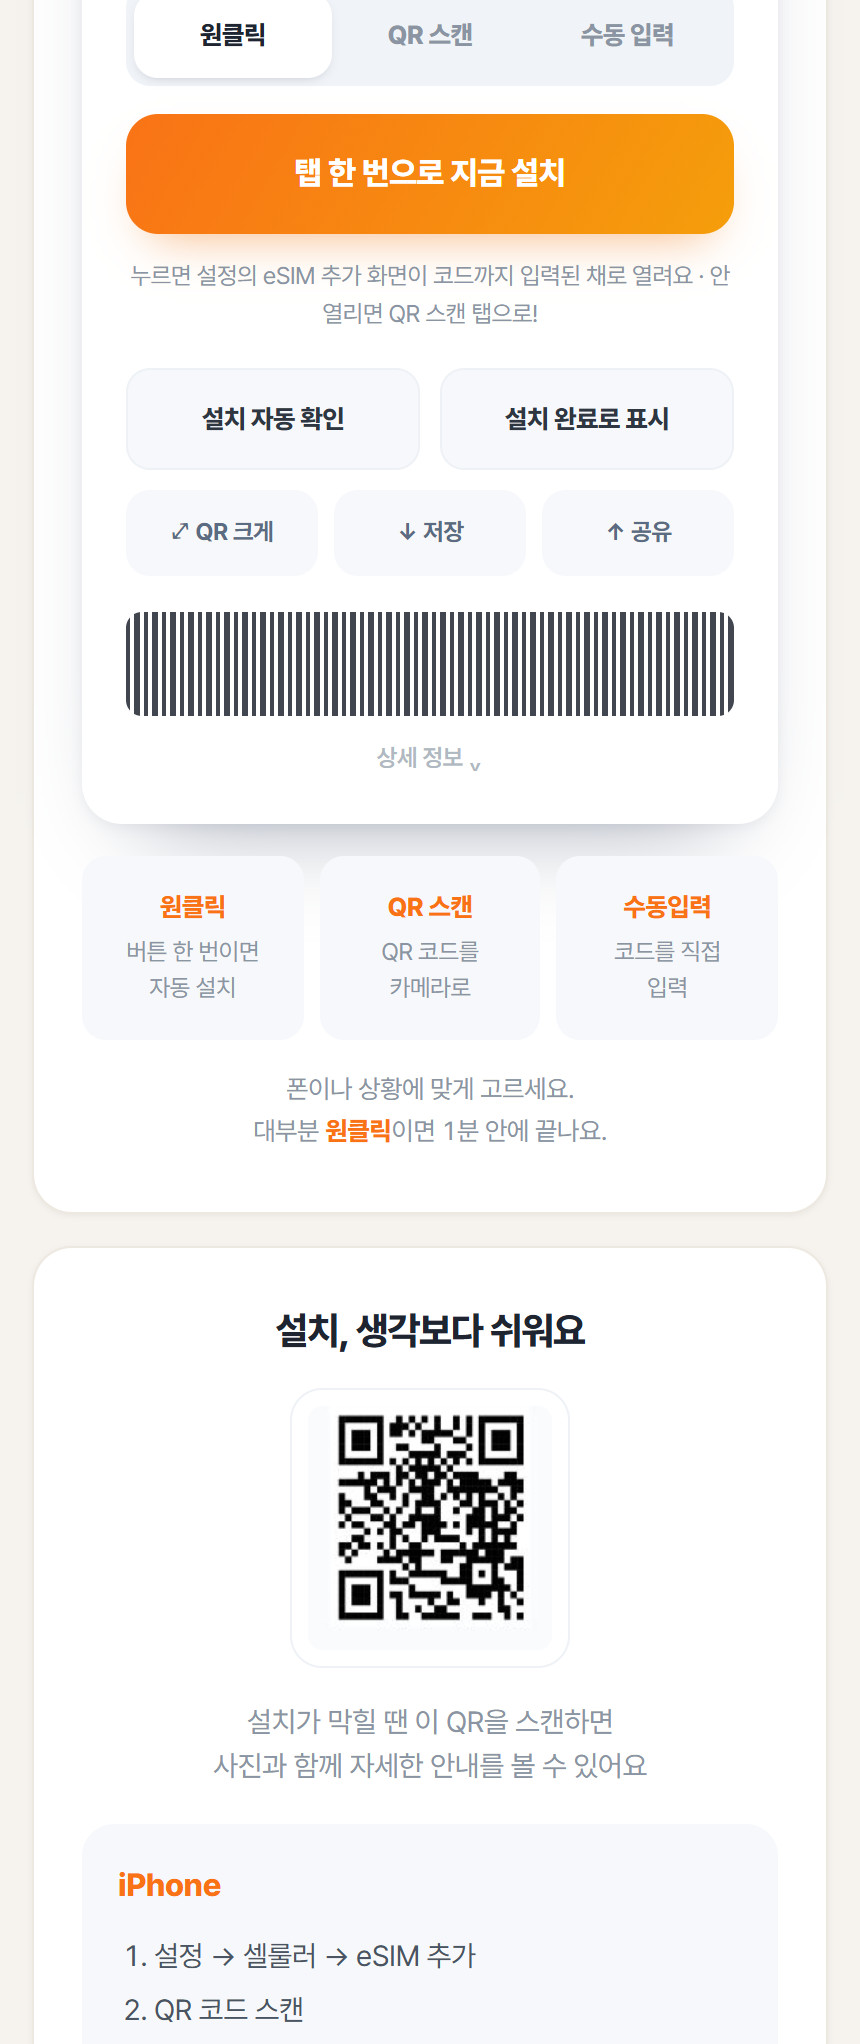 원클릭 QR 스캔 수동 입력
탭 한 번으로 지금 설치
누르면 설정의 eSIM 추가 화면이 코드까지 입력된 채로 열려요 · 안
열리면 QR 스캔 탭으로!
설치 자동 확인 설치 완료로 표시
⤢ QR 크게 ↓ 저장 ↑ 공유
상세 정보
원클릭
버튼 한 번이면
자동 설치
QR 스캔
QR 코드를
카메라로
수동입력
코드를 직접
입력
폰이나 상황에 맞게 고르세요.
대부분 원클릭이면 1분 안에 끝나요.
설치, 생각보다 쉬워요
설치가 막힐 땐 이 QR을 스캔하면
사진과 함께 자세한 안내를 볼 수 있어요
iPhone
1. 설정 → 셀룰러 → eSIM 추가
2. QR 코드 스캔